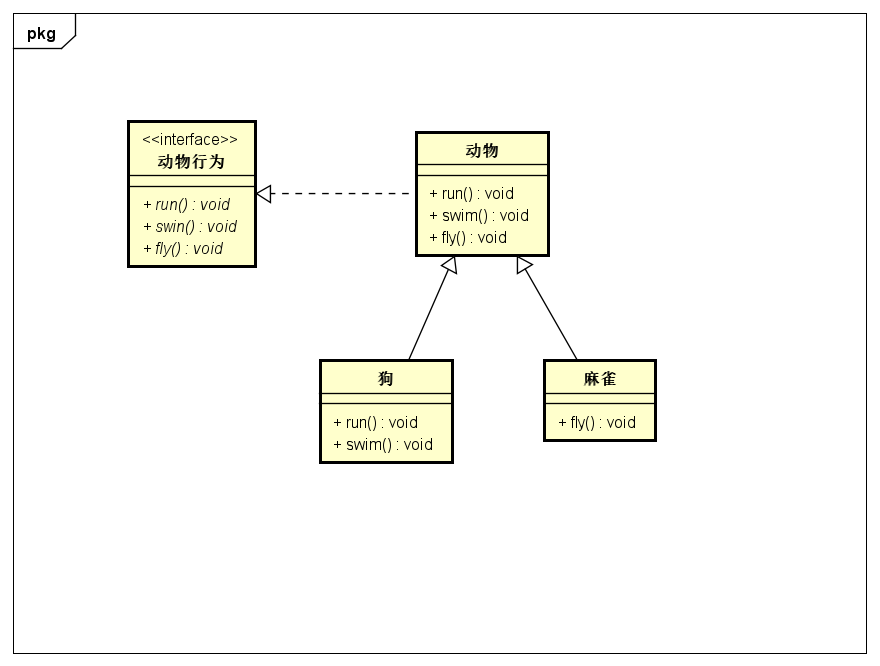 pkg
<<interface>>
动物行为
+ run() : void
+ swin() : void
+ fly() : void
动物
+ run() : void
+ swim() : void
+ fly() : void
狗
+ run() : void
+ swim() : void
麻雀
+ fly() : void